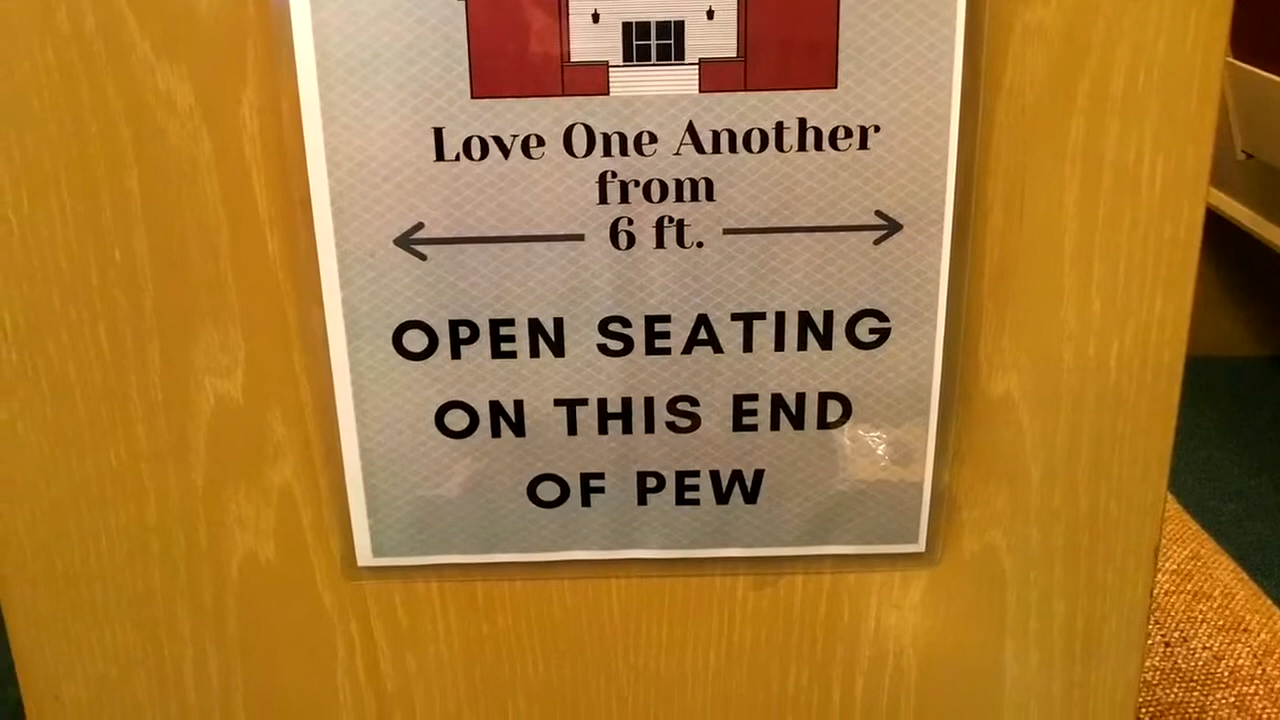 Love One Another
from
6 ft.
OPEN SEATING
ON THIS END
OF PEW